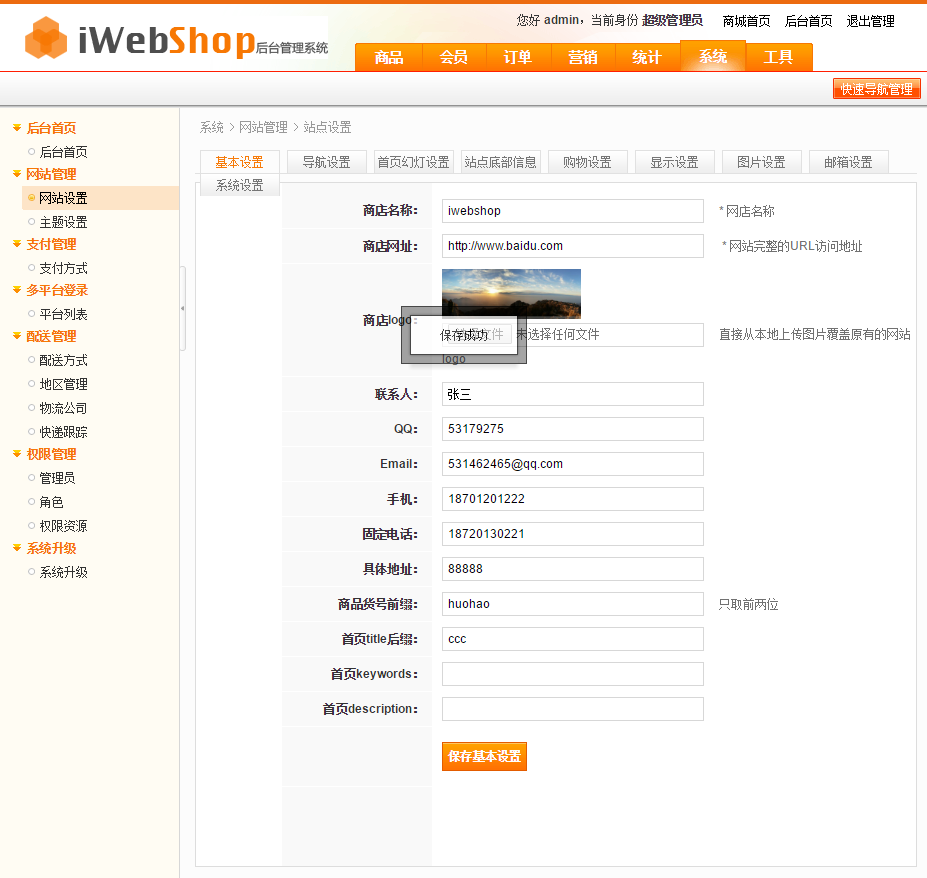 您好 admin，当前身份 超级管理员 商城首页 后台首页 退出管理
iWebShop后台管理系统
商品 会员 订单 营销 统计 系统 工具
快速导航管理
后台首页
后台首页
网站管理
网站设置
主题设置
支付管理
支付方式
多平台登录
平台列表
配送管理
配送方式
地区管理
物流公司
快递跟踪
权限管理
管理员
角色
权限资源
系统升级
系统升级
系统 > 网站管理 > 站点设置
基本设置 导航设置 首页幻灯设置 站点底部信息 购物设置 显示设置 图片设置 邮箱设置
系统设置
商店名称： iwebshop * 网店名称
商店网址： http://www.baidu.com * 网站完整的URL访问地址
商店logo： 未选择任何文件 直接从本地上传图片覆盖原有的网站
logo
保存成功
联系人： 张三
QQ： 53179275
Email： 531462465@qq.com
手机： 18701201222
固定电话： 18720130221
具体地址： 88888
商品货号前缀： huohao 只取前两位
首页title后缀： ccc
首页keywords：
首页description：
保存基本设置